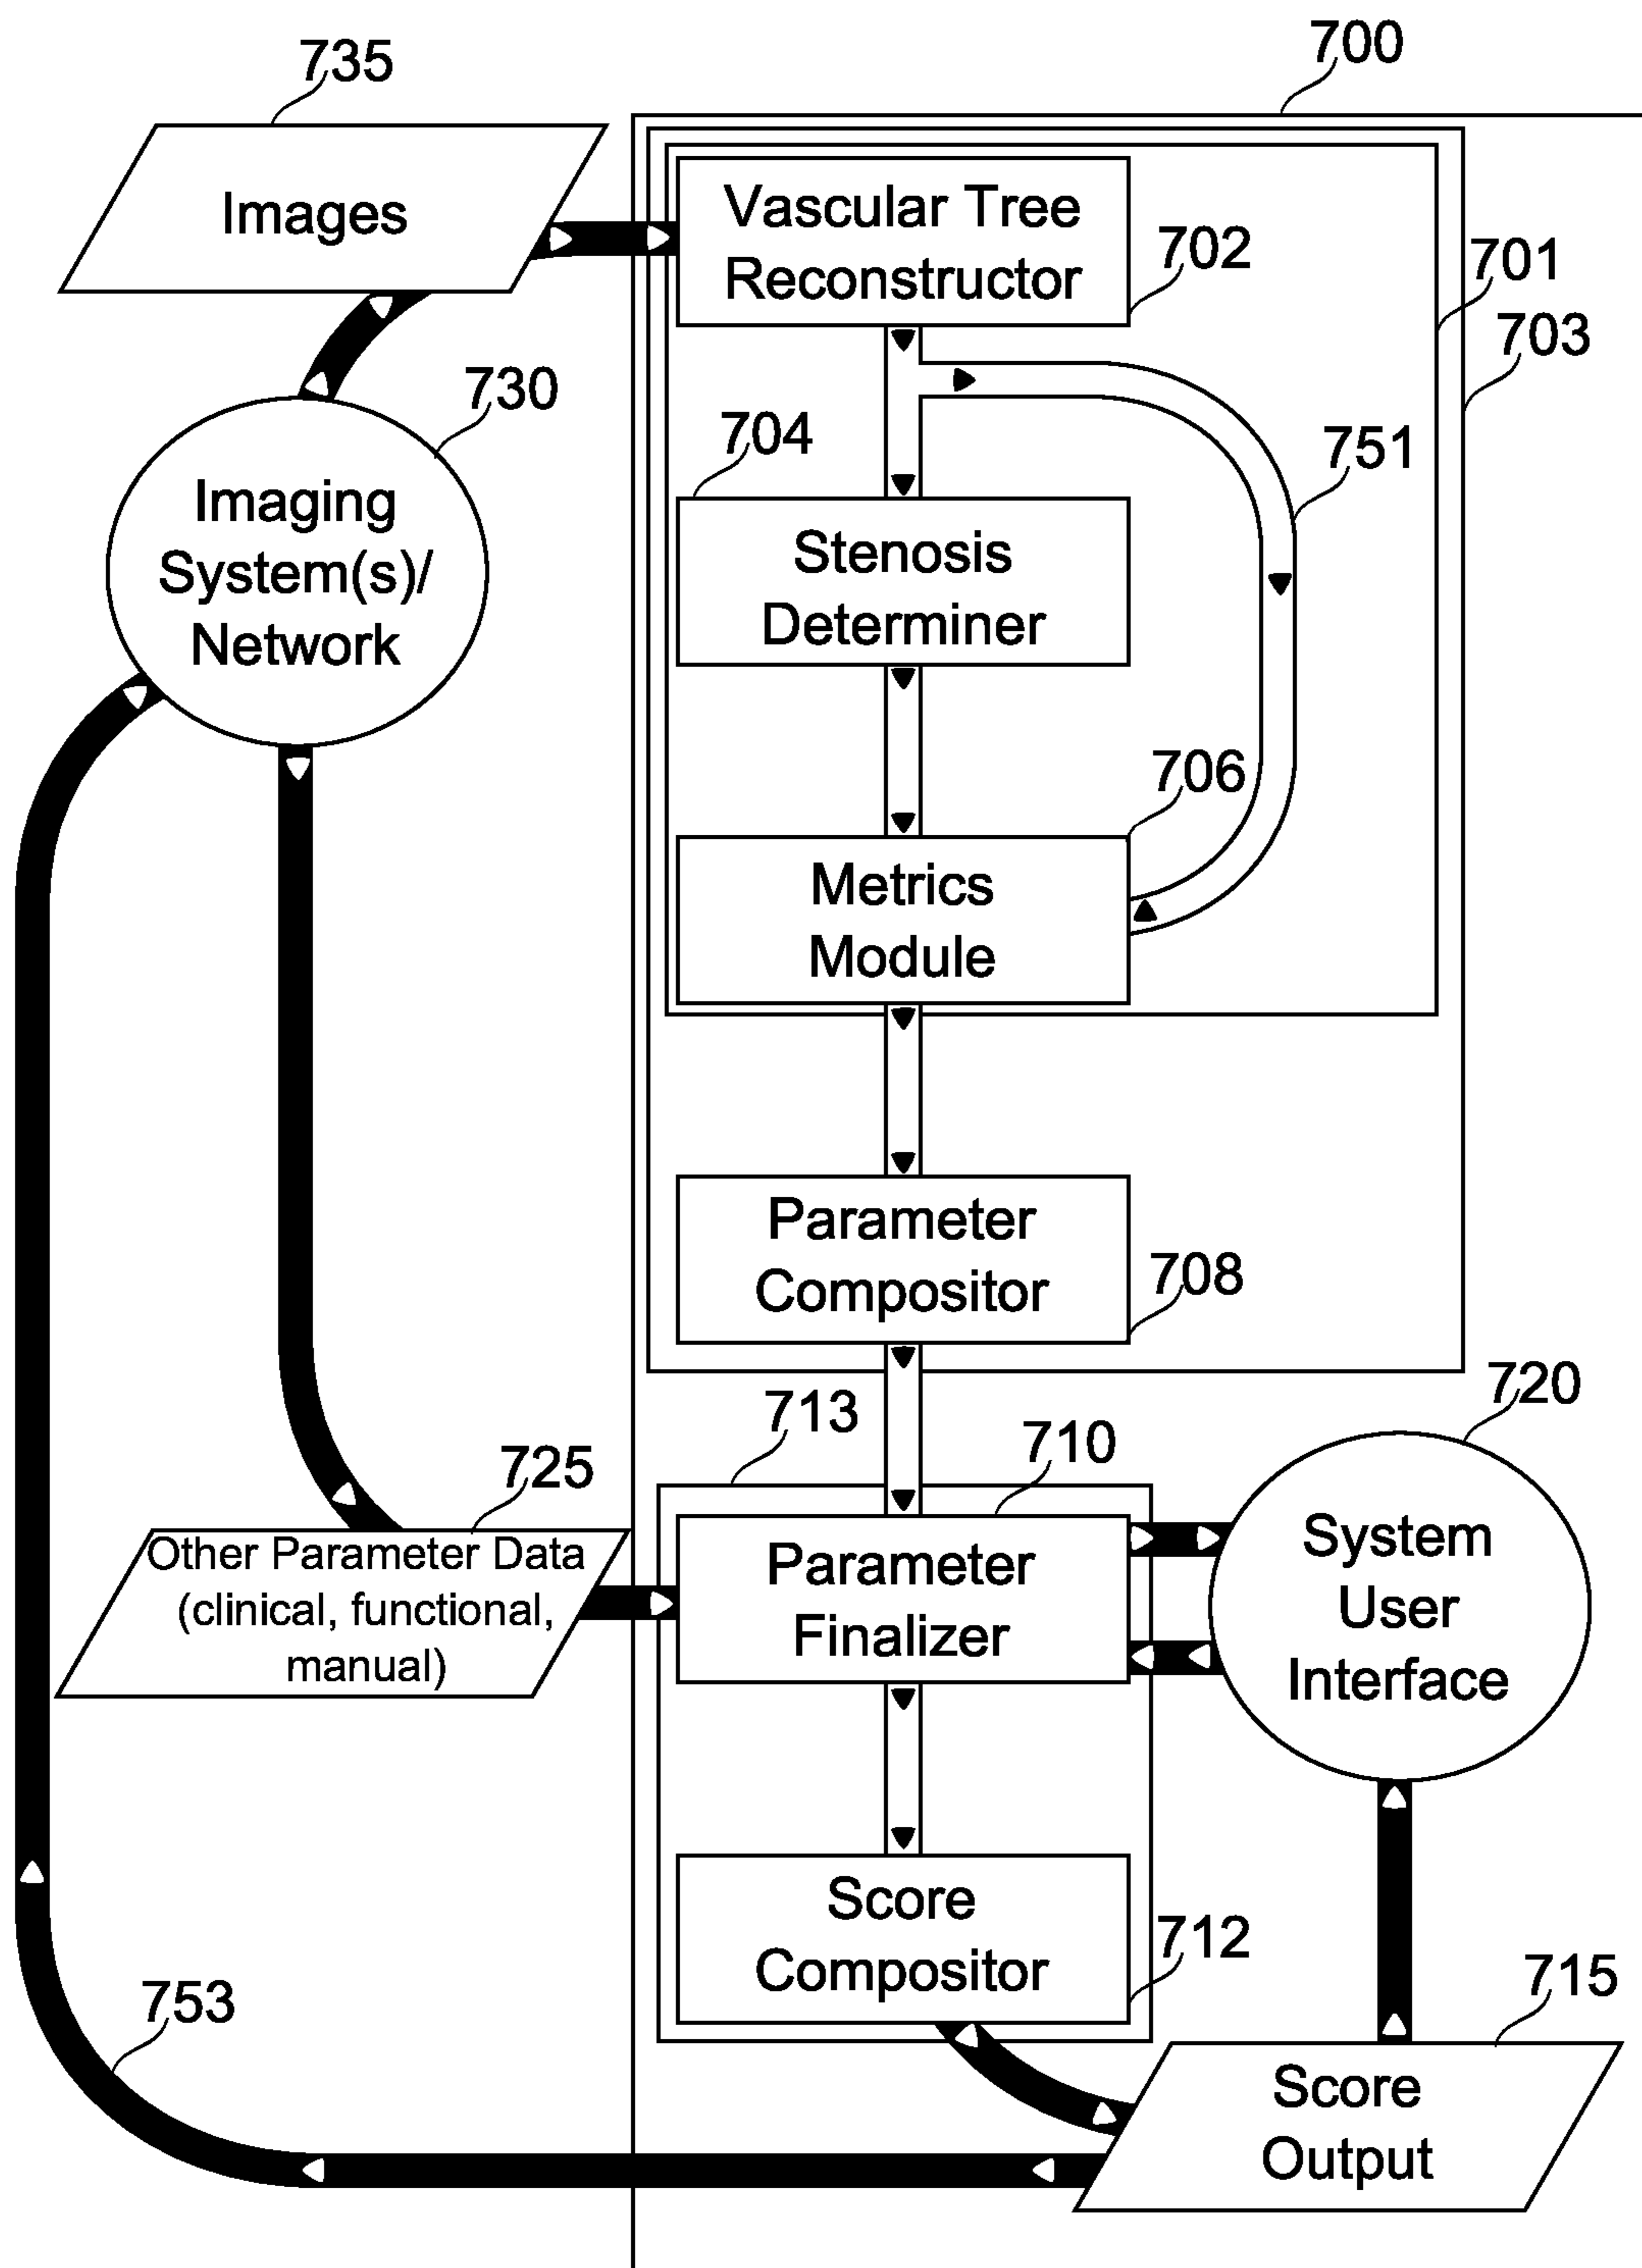 700
735
Images
Vascular Tree
Reconstructor
702
701
703
730
Imaging
System(s)/
Network
704
751
Stenosis
Determiner
706
Metrics
Module
Parameter
Compositor
708
720
713
710
725
Other Parameter Data
(clinical, functional,
manual)
Parameter
Finalizer
System
User
Interface
Score
Compositor
712
715
753
Score
Output